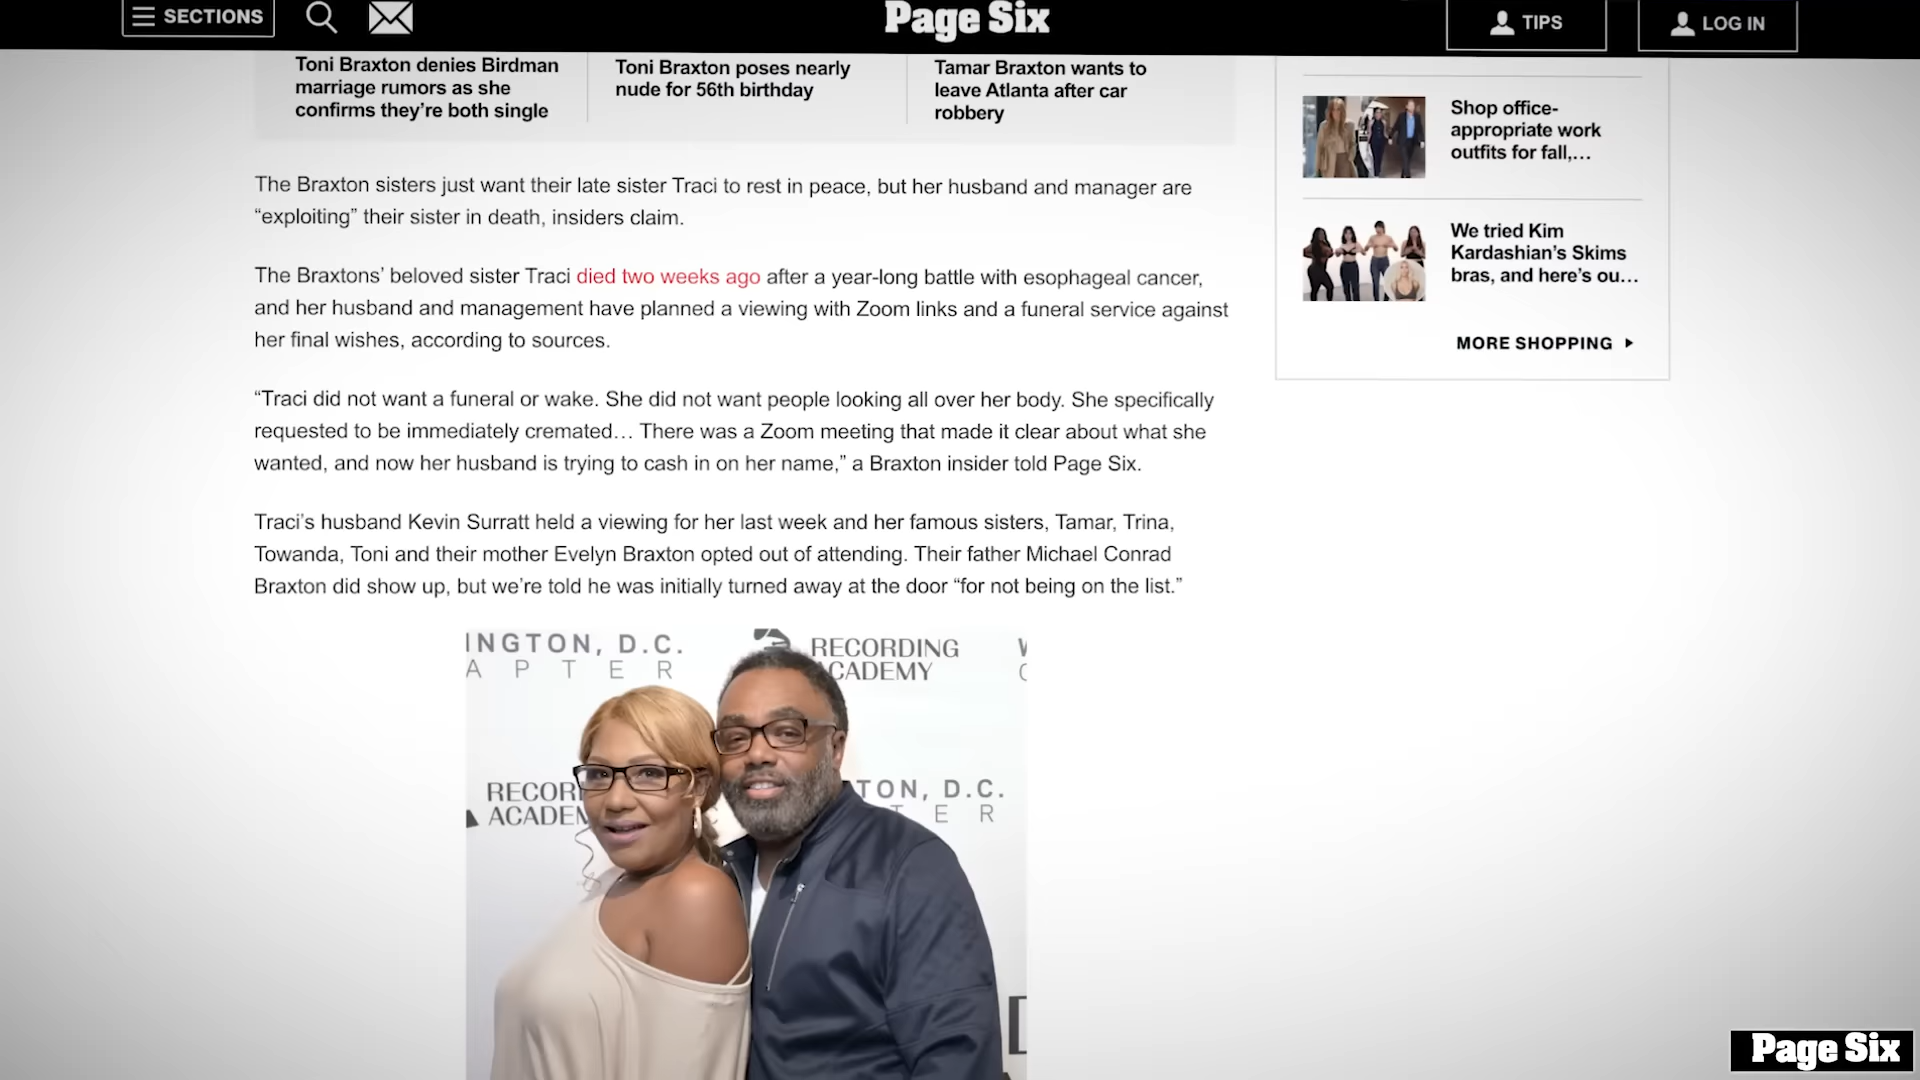 SECTIONS
Page Six
TIPS
LOG IN
Toni Braxton denies Birdman
marriage rumors as she
confirms they’re both single
Toni Braxton poses nearly
nude for 56th birthday
Tamar Braxton wants to
leave Atlanta after car
robbery
The Braxton sisters just want their late sister Traci to rest in peace, but her husband and manager are
“exploiting” their sister in death, insiders claim.
The Braxtons’ beloved sister Traci died two weeks ago after a year-long battle with esophageal cancer,
and her husband and management have planned a viewing with Zoom links and a funeral service against
her final wishes, according to sources.
“Traci did not want a funeral or wake. She did not want people looking all over her body. She specifically
requested to be immediately cremated… There was a Zoom meeting that made it clear about what she
wanted, and now her husband is trying to cash in on her name,” a Braxton insider told Page Six.
Traci’s husband Kevin Surratt held a viewing for her last week and her famous sisters, Tamar, Trina,
Towanda, Toni and their mother Evelyn Braxton opted out of attending. Their father Michael Conrad
Braxton did show up, but we’re told he was initially turned away at the door “for not being on the list.”
Shop office-
appropriate work
outfits for fall,…
We tried Kim
Kardashian’s Skims
bras, and here’s ou…
MORE SHOPPING
INGTON, D.C.
APTER
RECORDING
CADEMY
RECOR
ACADEM
TON, D.C.
TER
Page Six